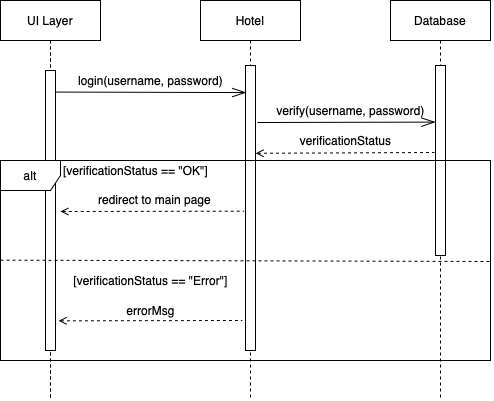 UI Layer
Hotel
Database
login(username, password)
verify(username, password)
verificationStatus
alt
[verificationStatus == "OK"]
redirect to main page
[verificationStatus == "Error"]
errorMsg